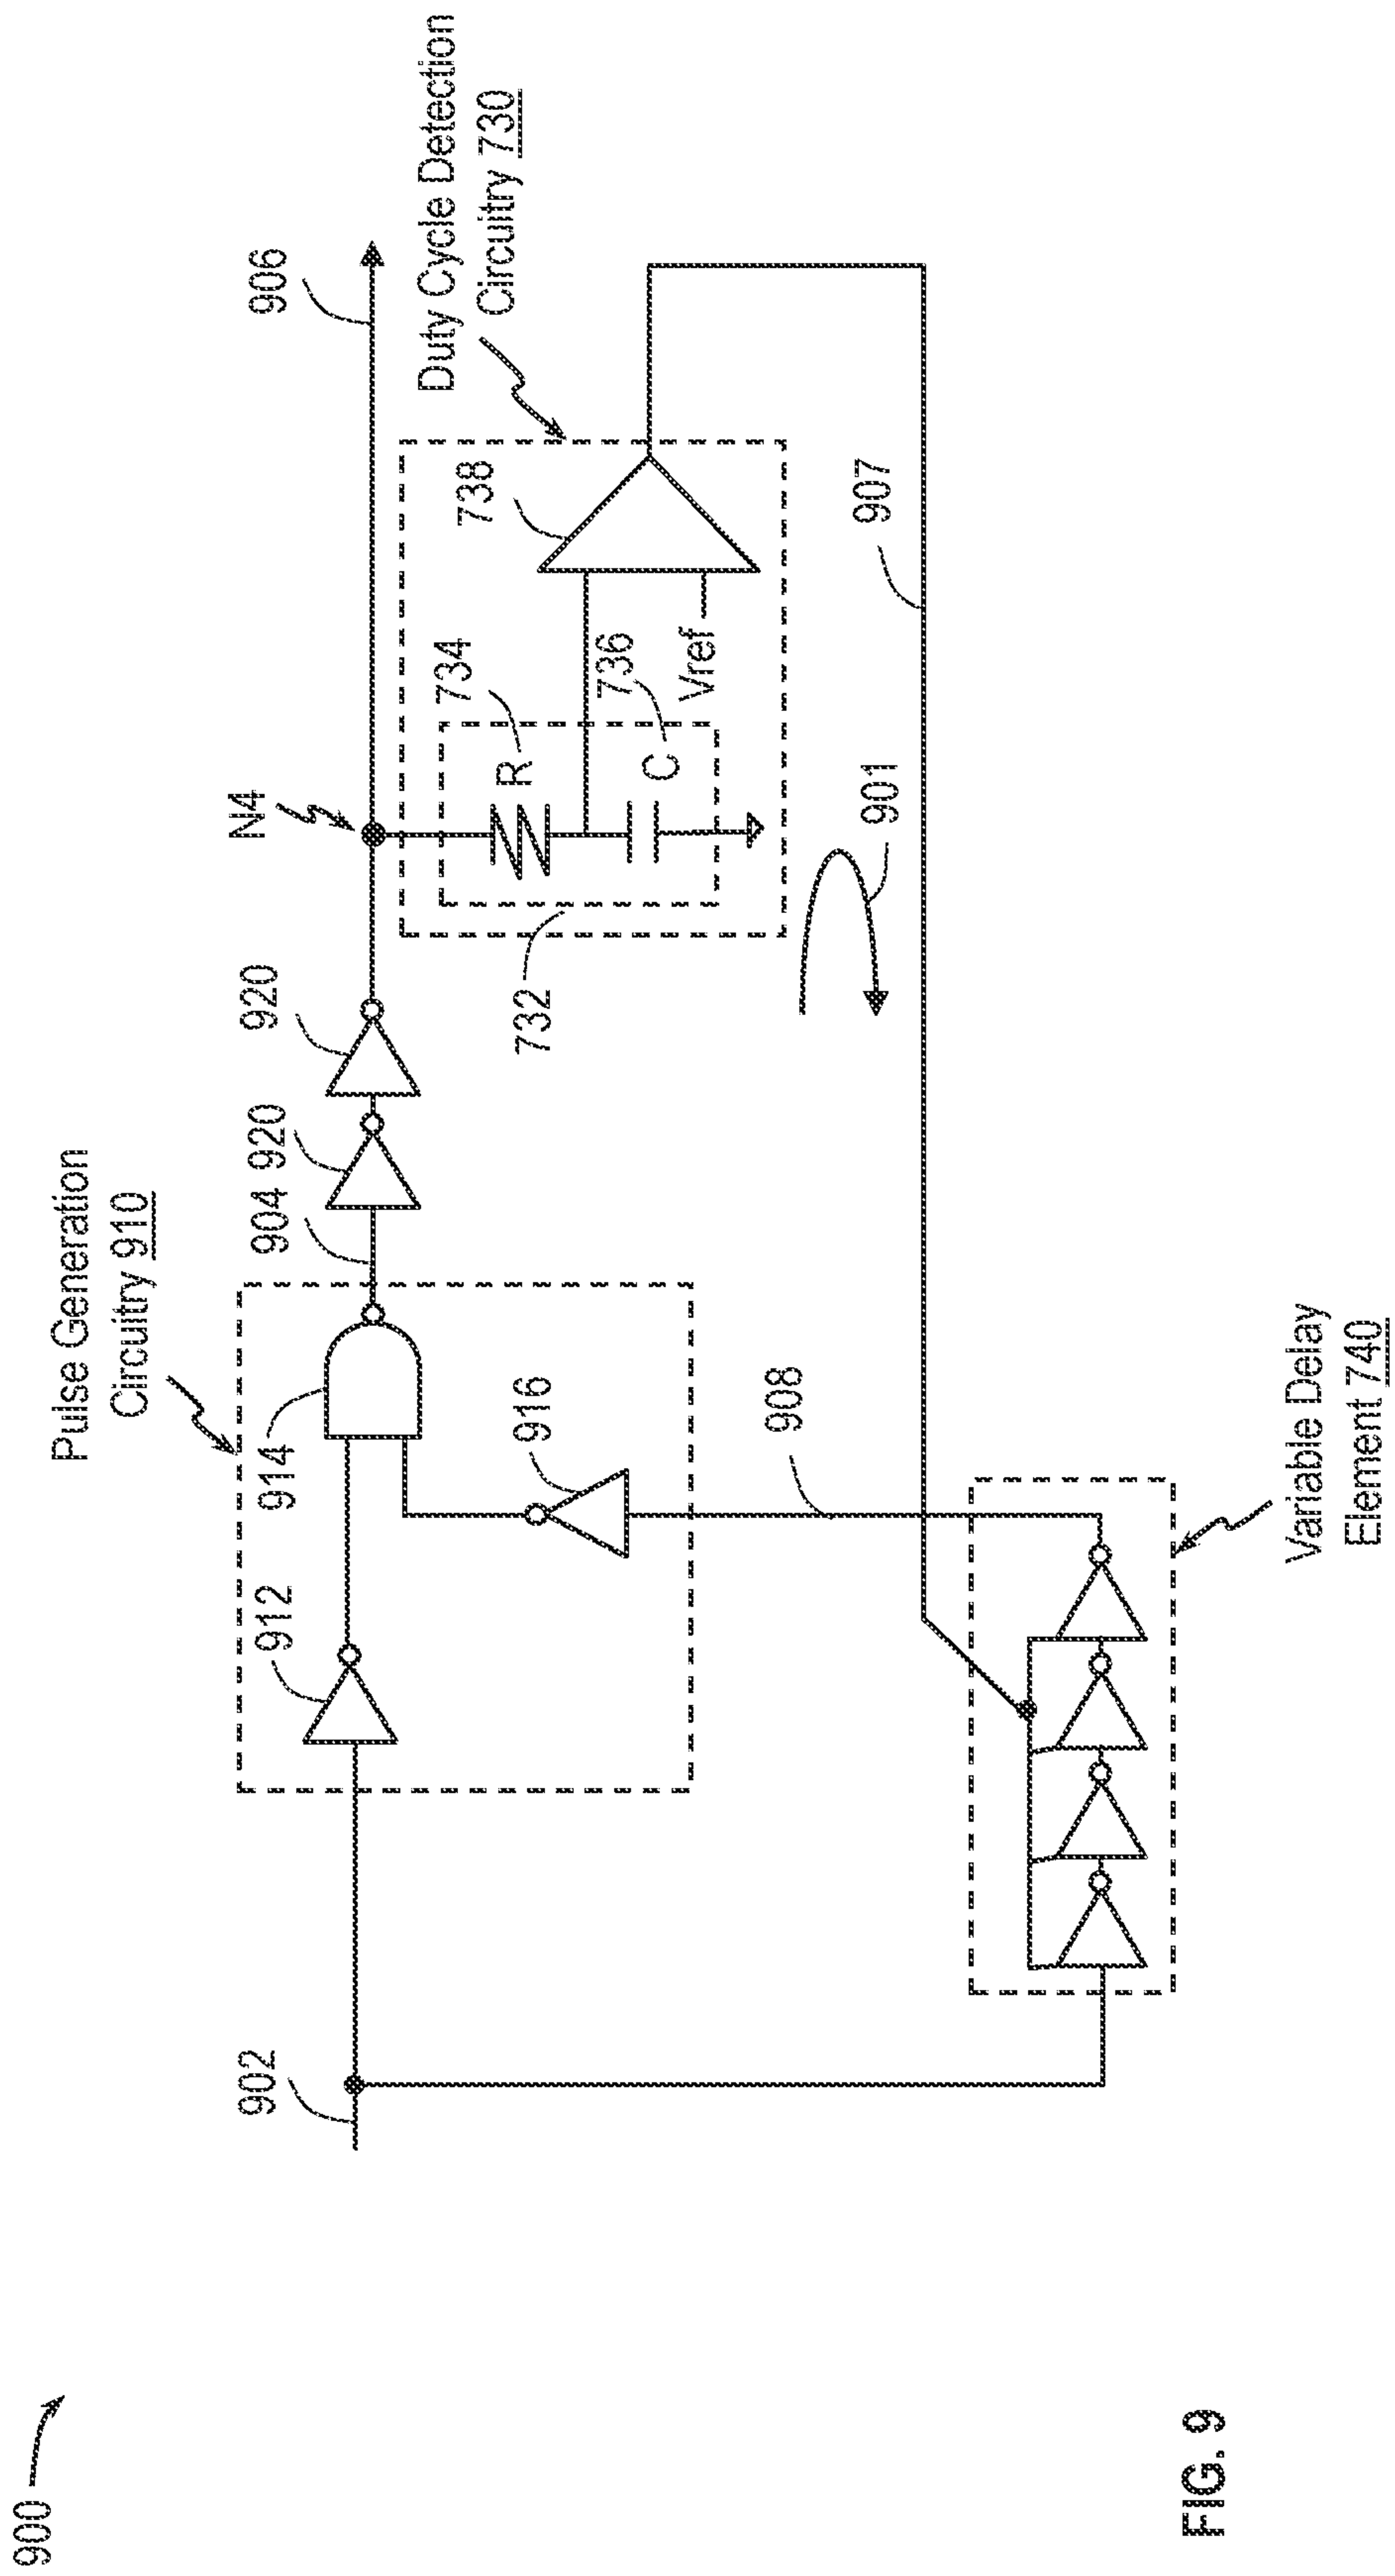 900
Pulse Generation
Circuitry 910
902
912
914
904
920
920
N4
906
916
732
734
R
736
C
Vref
738
Duty Cycle Detection
Circuitry 730
908
901
907
Variable Delay
Element 740
FIG. 9